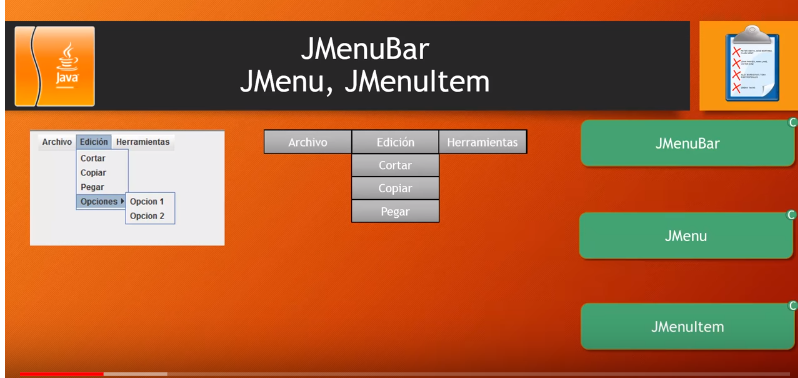 JMenuBar
JMenu, JMenuItem
Java
Archivo Edición Herramientas
Cortar
Copiar
Pegar
Opciones
Opcion 1
Opcion 2
Archivo Edición Herramientas
Cortar
Copiar
Pegar
C
JMenuBar
C
JMenu
C
JMenuItem